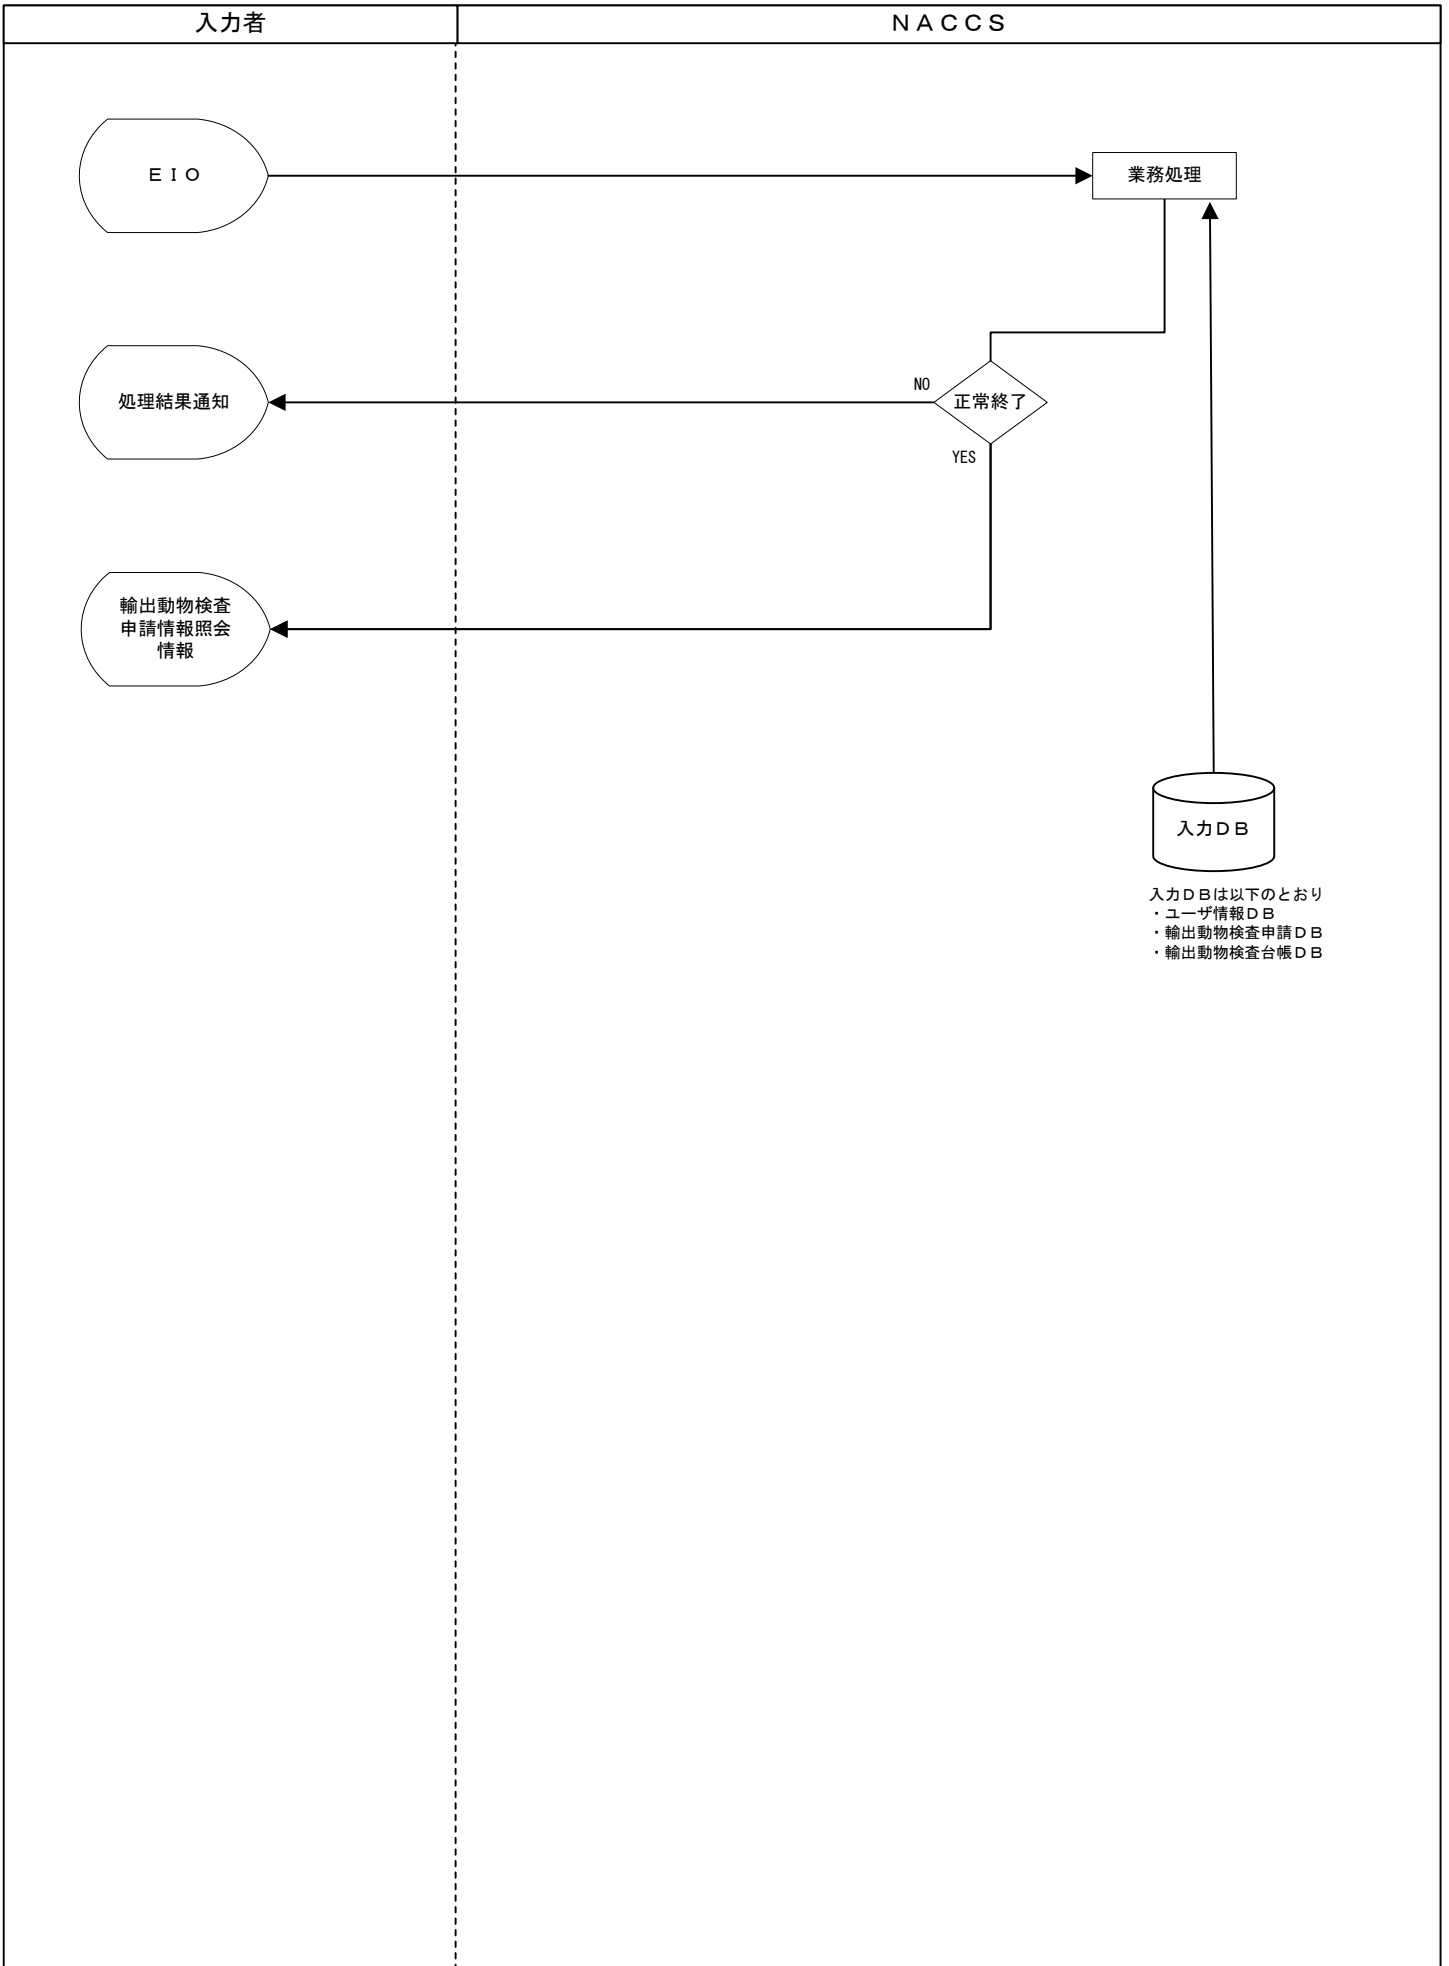 入力者
ＮＡＣＣＳ
ＥＩＯ
業務処理
処理結果通知
NO
正常終了
YES
輸出動物検査
申請情報照会
情報
入力ＤＢ
入力ＤＢは以下のとおり
・ユーザ情報ＤＢ
・輸出動物検査申請ＤＢ
・輸出動物検査台帳ＤＢ